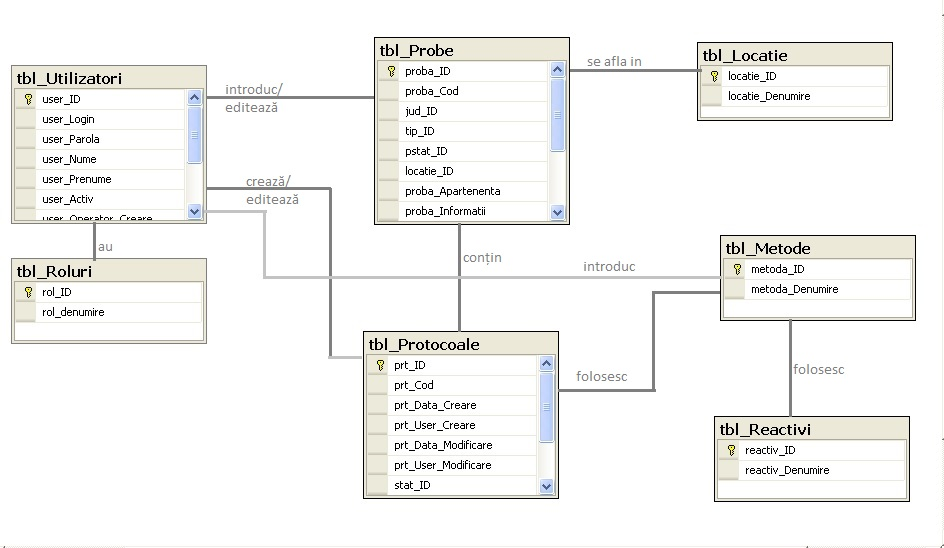 tbl_Utilizatori
user_ID
user_Login
user_Parola
user_Nume
user_Prenume
user_Activ
user_Operator_Creare
introduc/
editează
tbl_Probe
proba_ID
proba_Cod
jud_ID
tip_ID
pstat_ID
locatie_ID
proba_Apartenenta
proba_Informatii
se afla in
tbl_Locatie
locatie_ID
locatie_Denumire
crează/
editează
au
tbl_Roluri
rol_ID
rol_denumire
conțin
introduc
tbl_Metode
metoda_ID
metoda_Denumire
tbl_Protocoale
prt_ID
prt_Cod
prt_Data_Creare
prt_User_Creare
prt_Data_Modificare
prt_User_Modificare
stat_ID
folosesc
folosesc
tbl_Reactivi
reactiv_ID
reactiv_Denumire